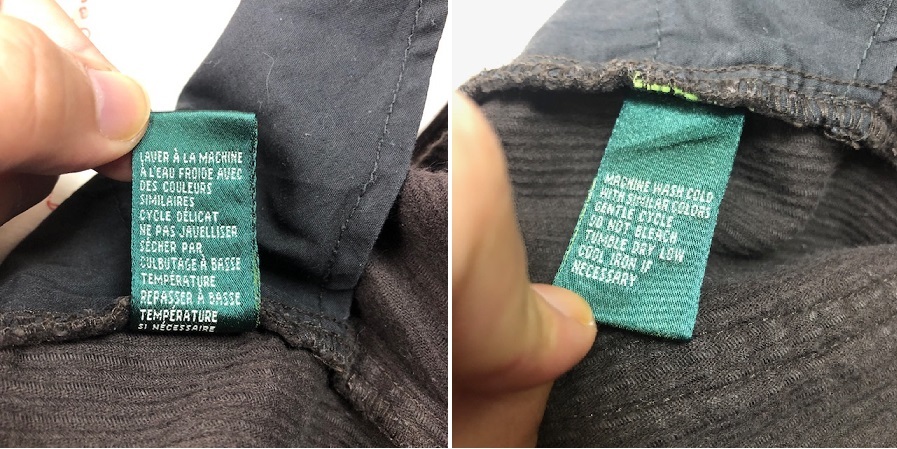 LAVER À LA MACHINE
À L'EAU FROIDE AVEC
DES COULEURS
SIMILAIRES
CYCLE DÉLICAT
NE PAS JAVELLISER
SÉCHER PAR
CULBUTAGE À BASSE
TEMPÉRATURE
REPASSER À BASSE
TEMPÉRATURE
SI NÉCESSAIRE
MACHINE WASH COLD
WITH SIMILAR COLORS
GENTLE CYCLE
DO NOT BLEACH
TUMBLE DRY LOW
COOL IRON IF
NECESSARY